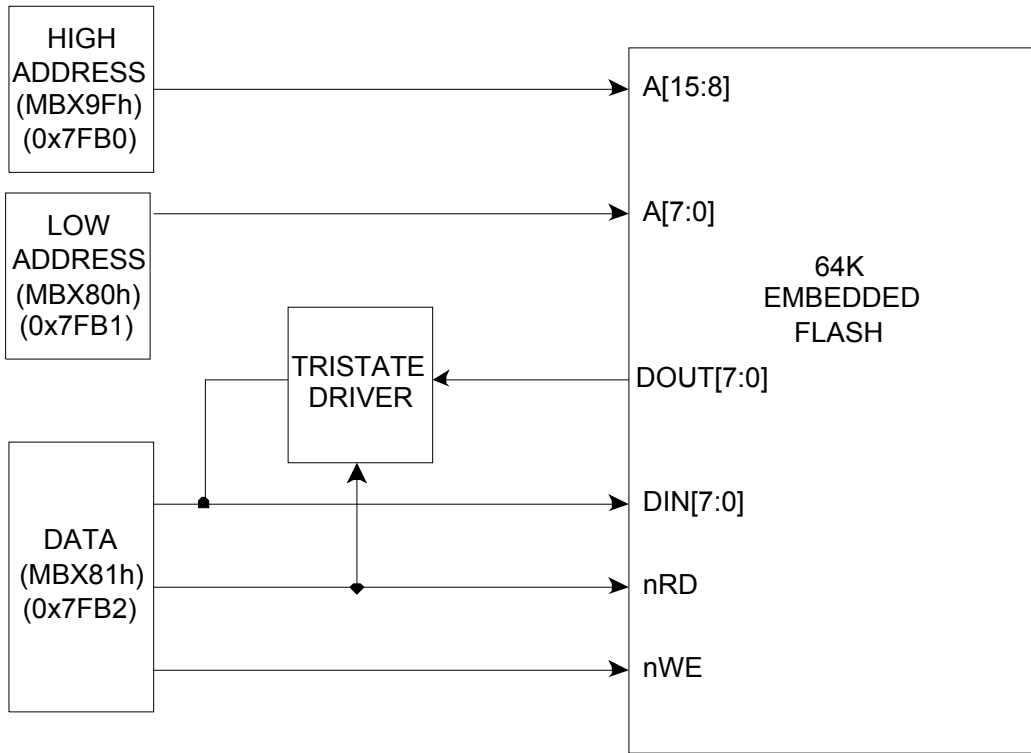 HIGH
ADDRESS
(MBX9Fh)
(0x7FB0)
A[15:8]
LOW
ADDRESS
(MBX80h)
(0x7FB1)
A[7:0]
64K
EMBEDDED
FLASH
TRISTATE
DRIVER
DOUT[7:0]
DATA
(MBX81h)
(0x7FB2)
DIN[7:0]
nRD
nWE